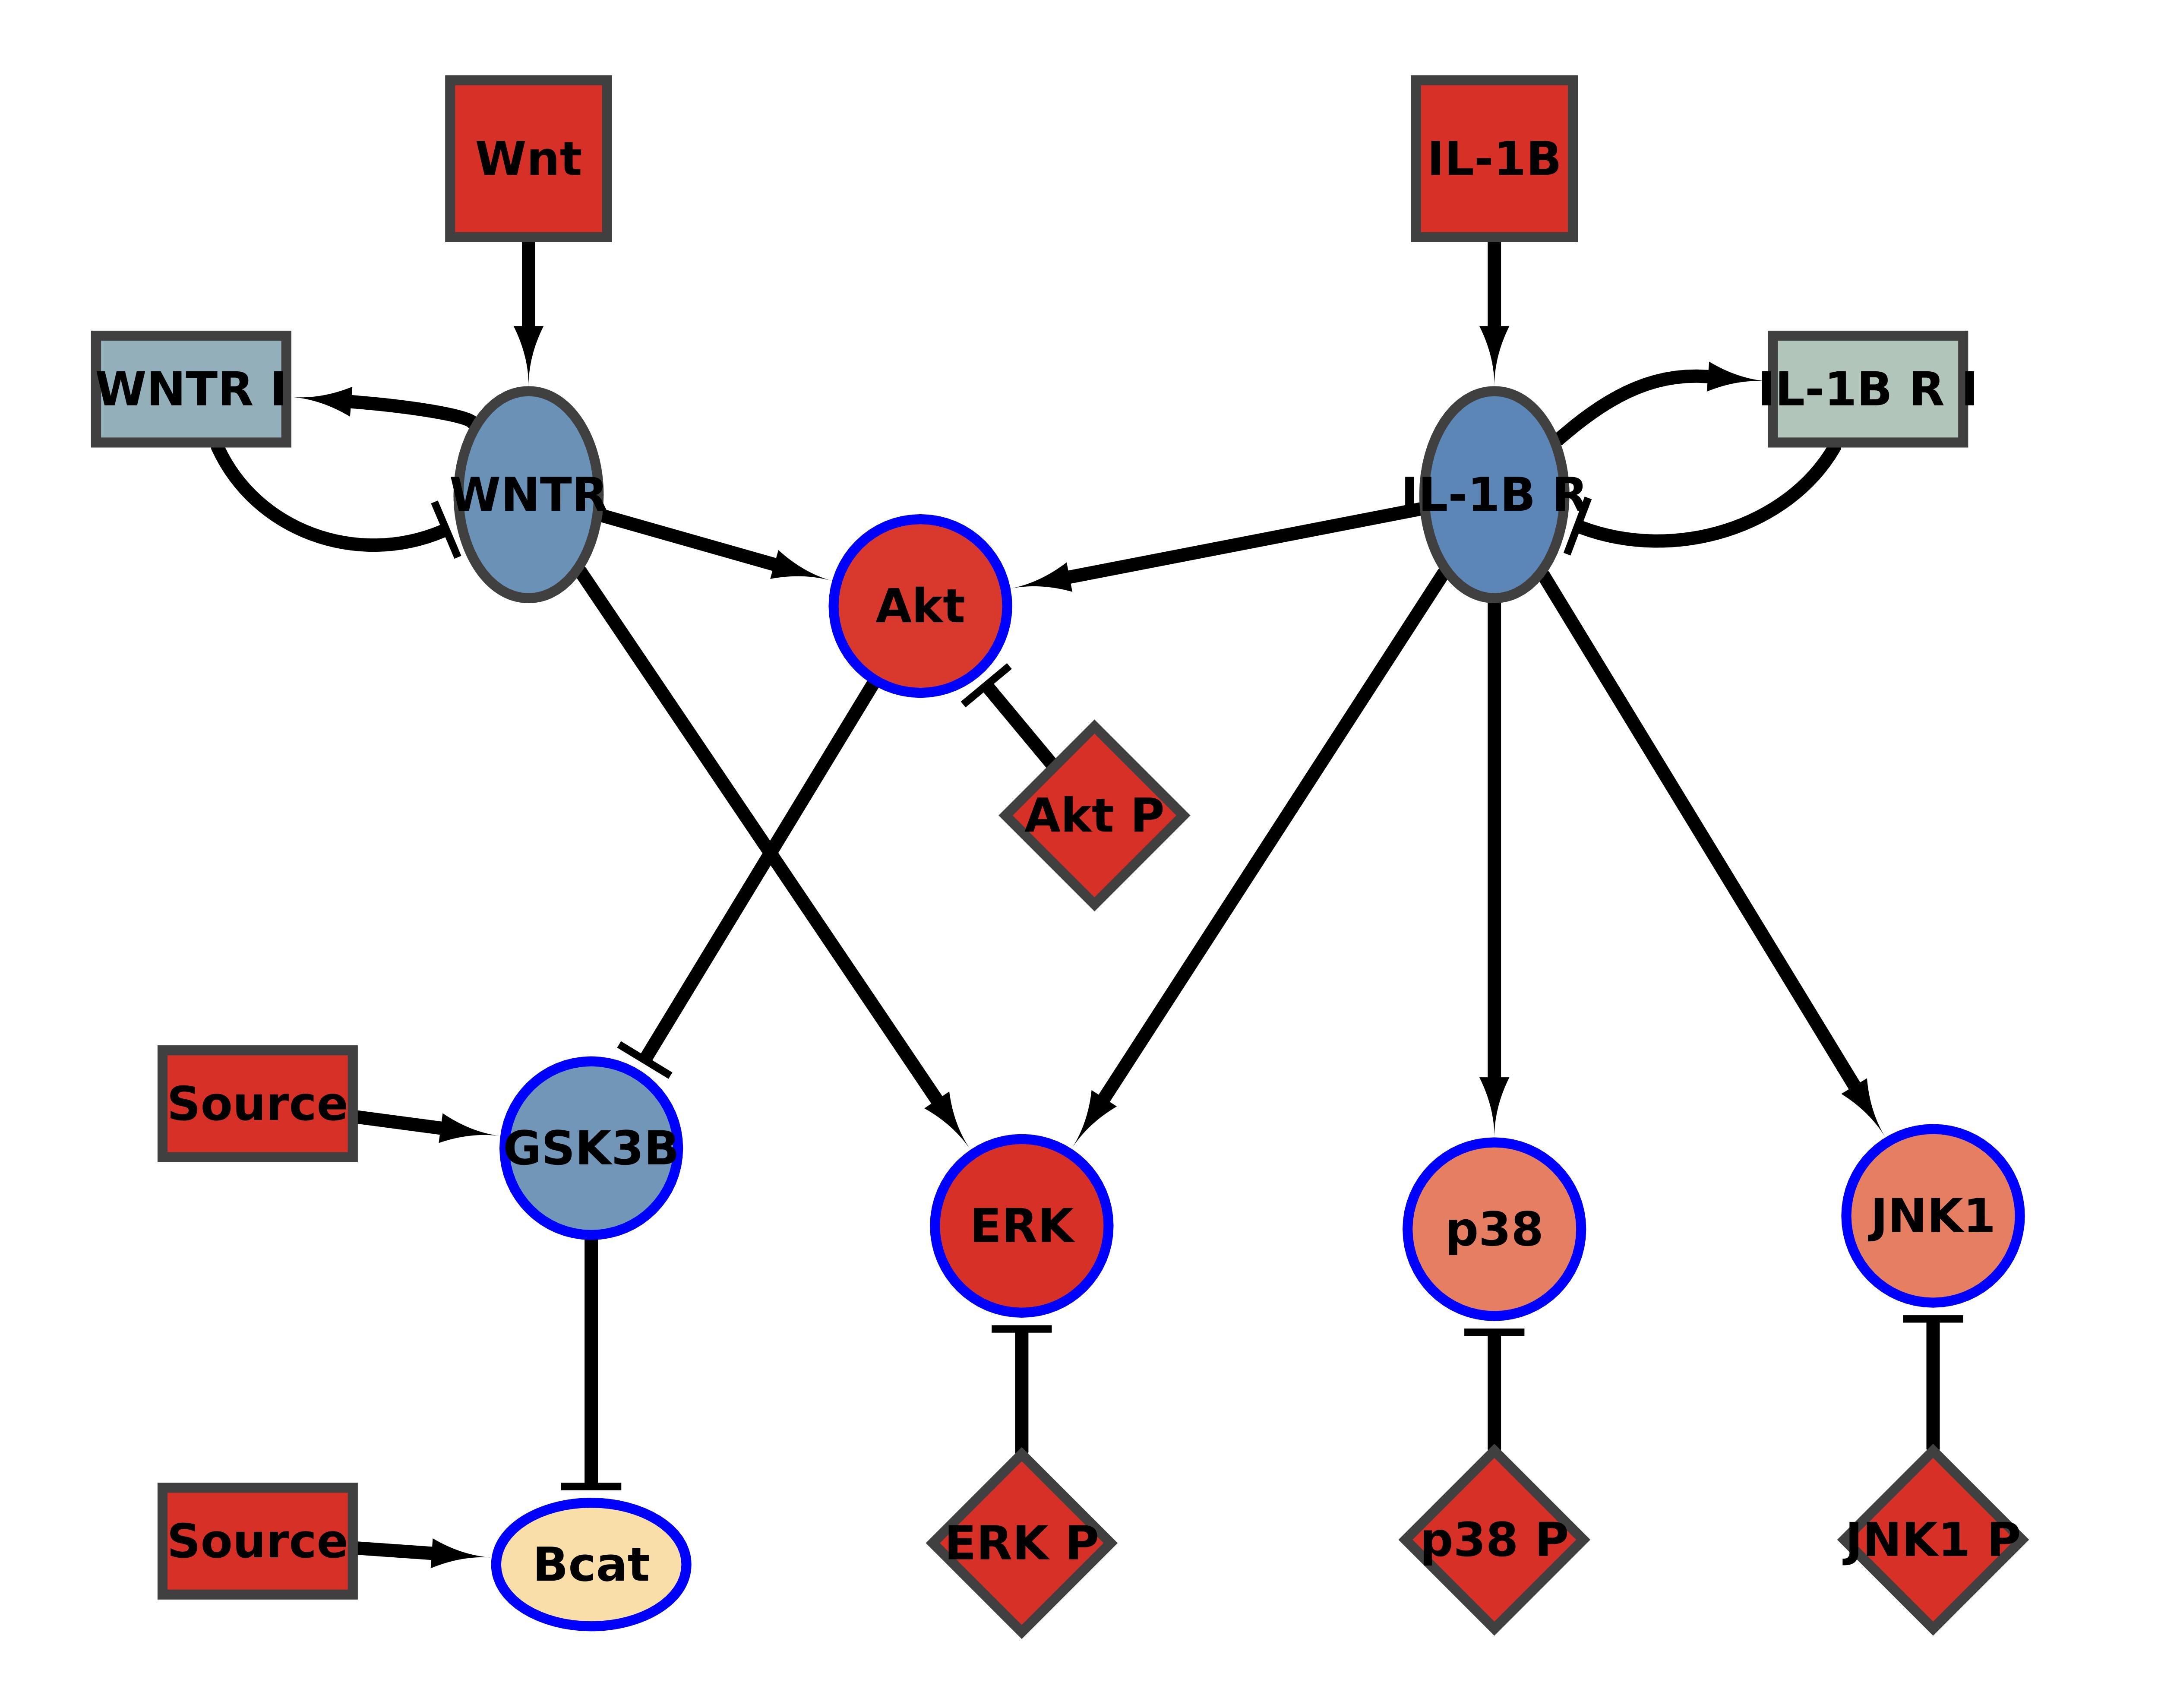 Wnt
IL-1B
WNTR I
IL-1B R I
WNTR
IL-1B R
Akt
Akt P
Source
GSK3B
ERK
p38
JNK1
Source
Bcat
ERK P
p38 P
JNK1 P